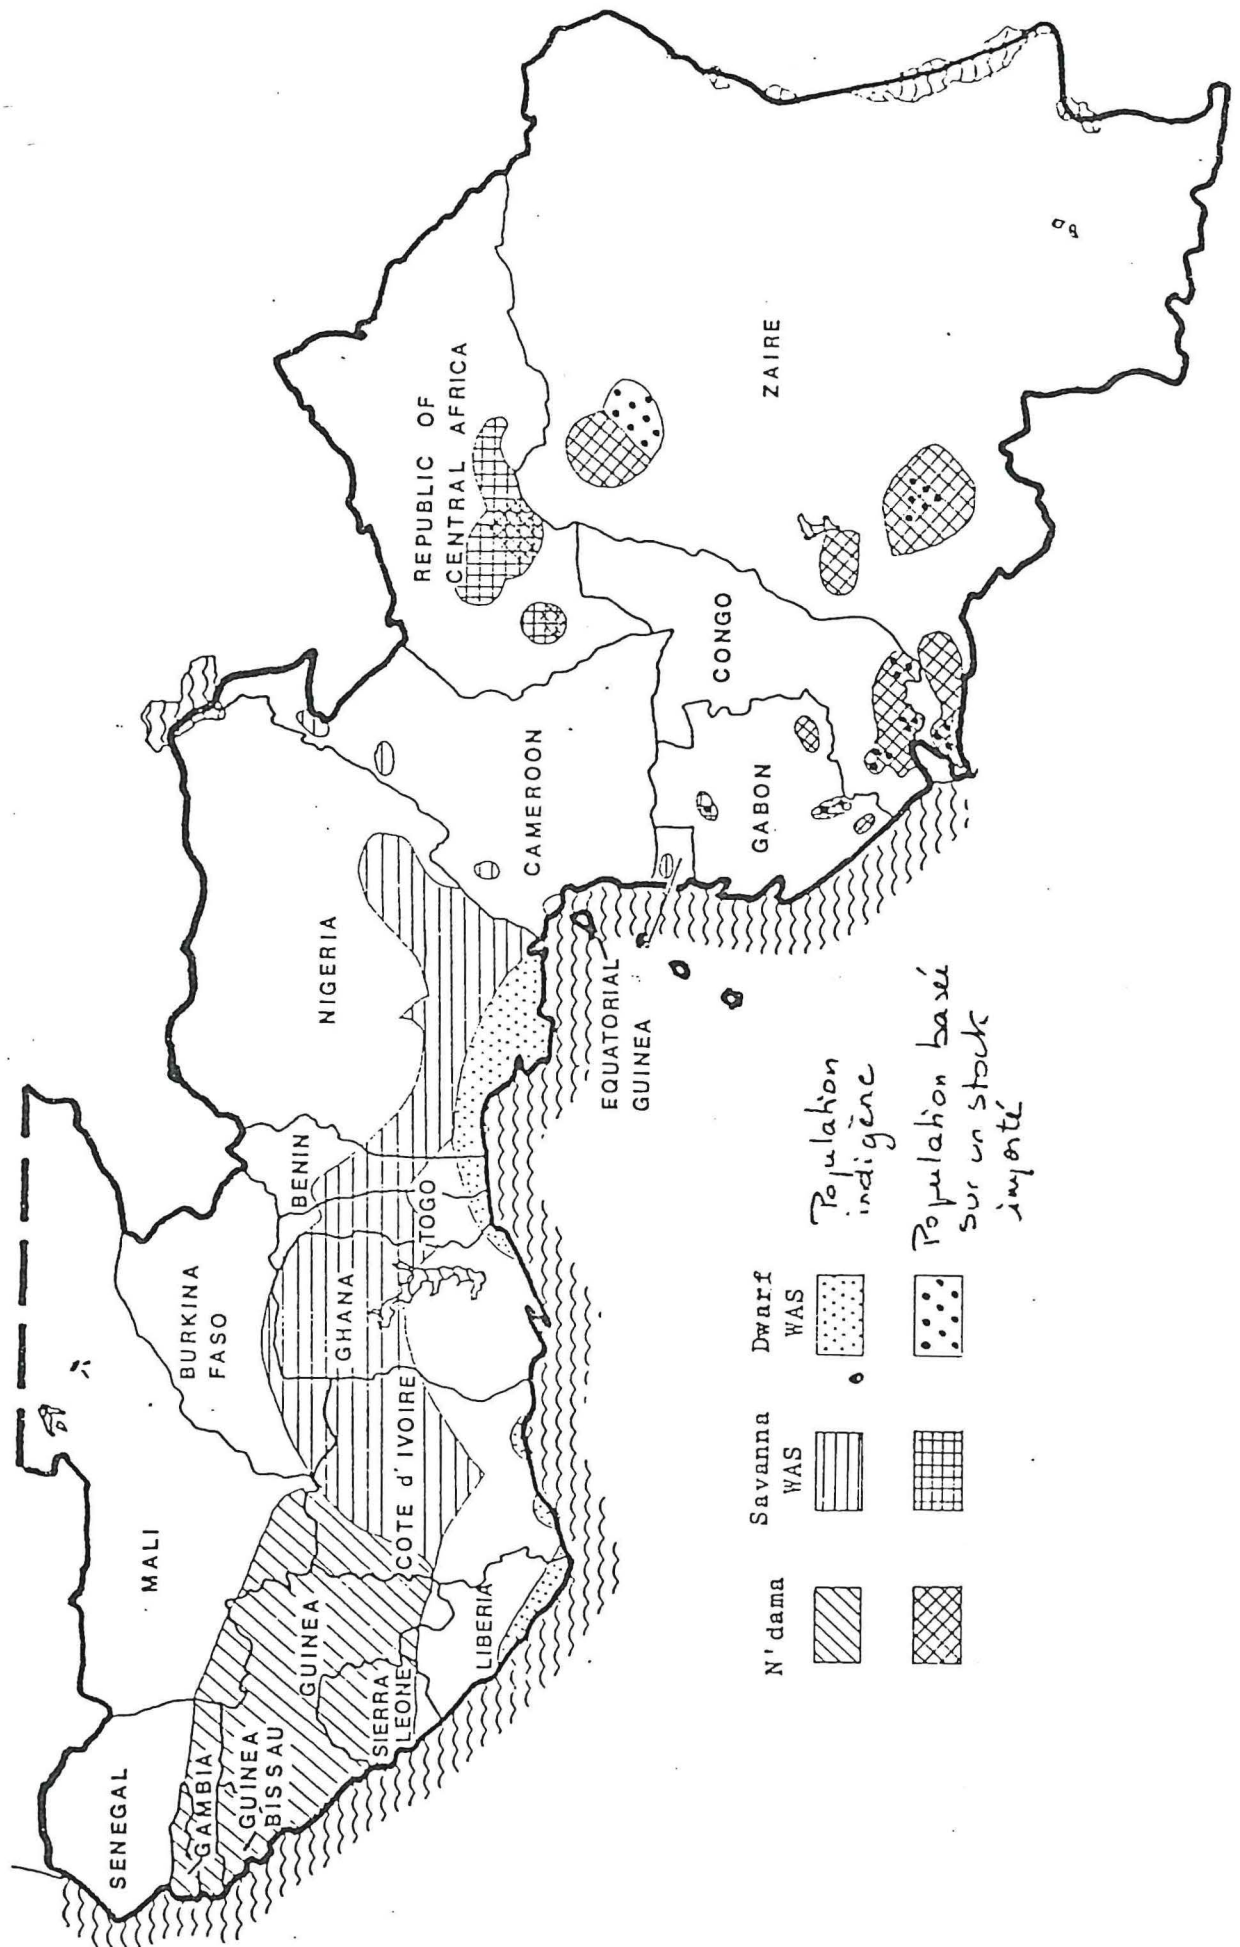 SENEGAL
GAMBIA
GUINEA
BISSAU
MALI
GUINEA
SIERRA
LEONE
LIBERIA
COTE d'IVOIRE
BURKINA
FASO
GHANA
TOGO
BENIN
NIGERIA
CAMEROON
EQUATORIAL
GUINEA
GABON
CONGO
REPUBLIC OF
CENTRAL AFRICA
ZAIRE
N'dama
Savanna
WAS
Dwarf
WAS
Population
indigène
Population basée
sur un stock
importé